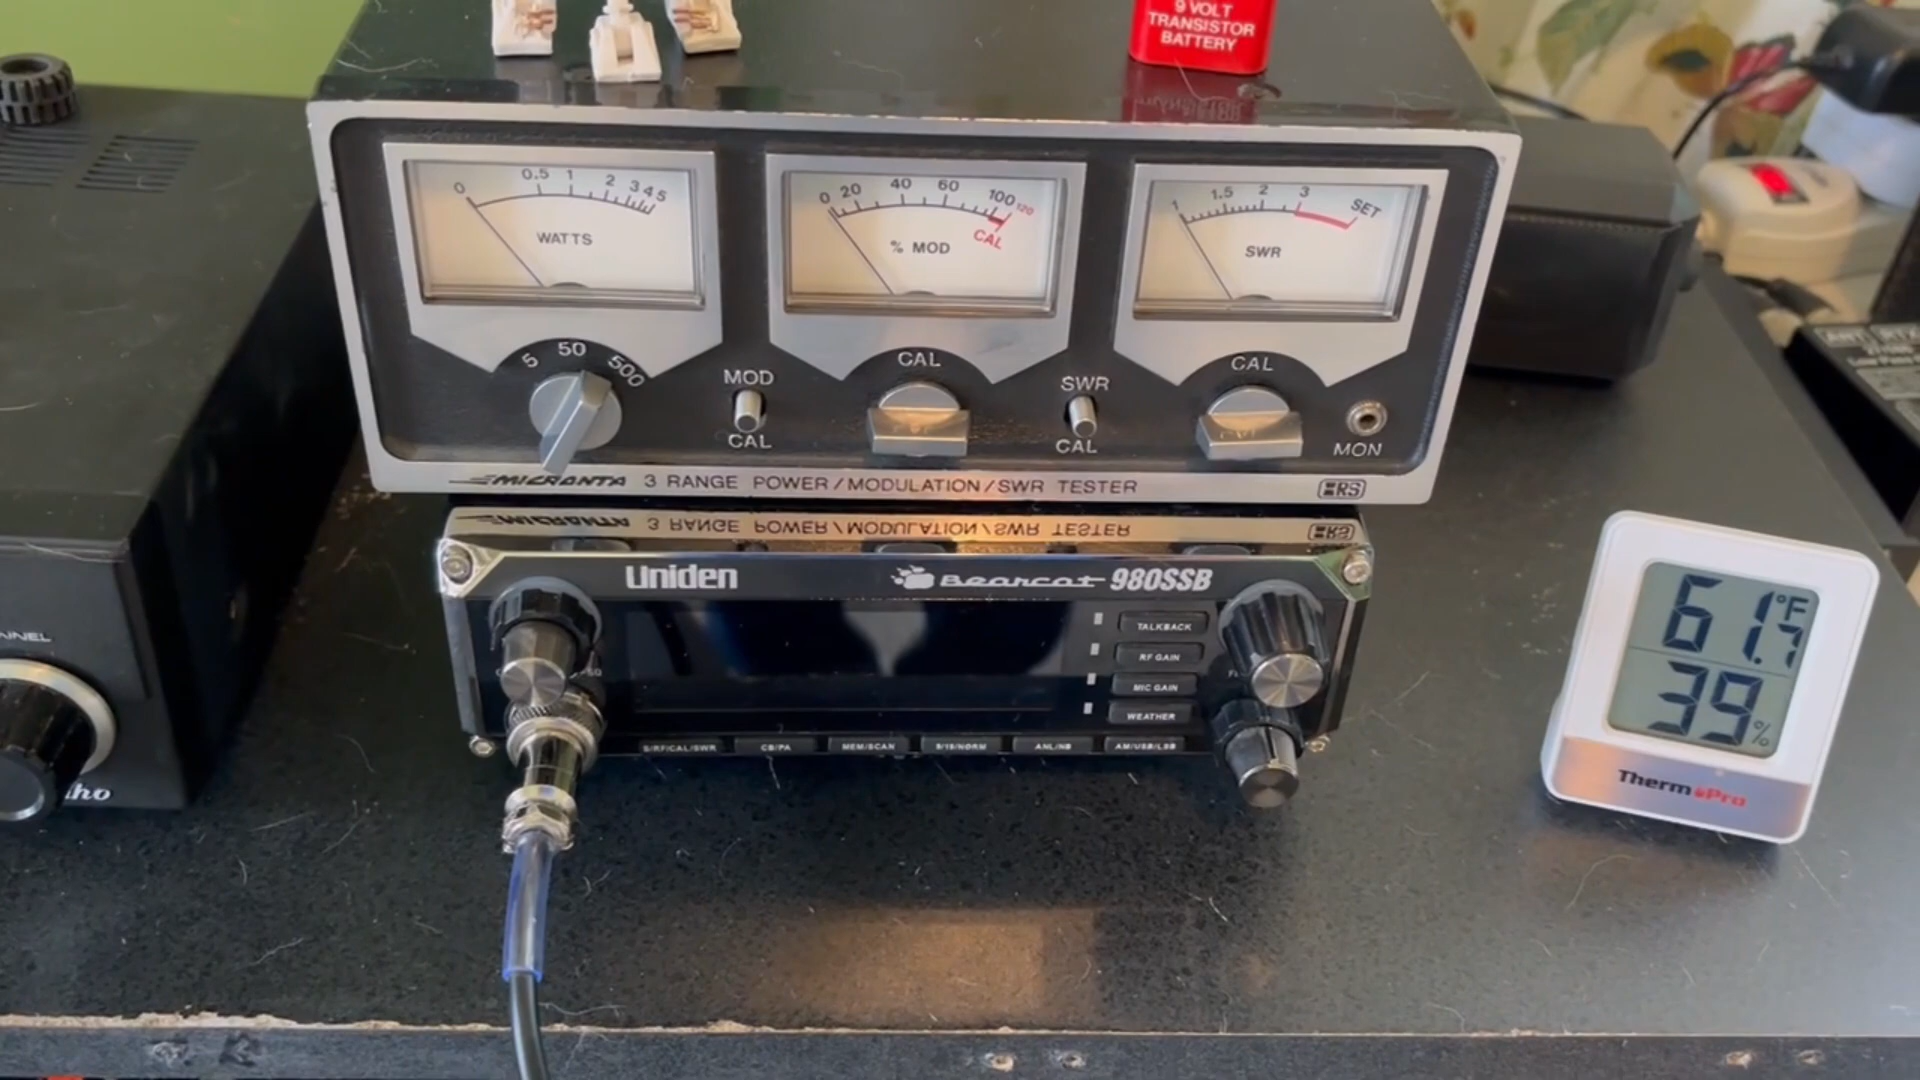 9 VOLT
TRANSISTOR
BATTERY
0 0.5 1 2 3 4 5
WATTS
0 20 40 60 100 120
% MOD
CAL
1 1.5 2 3 SET
SWR
5 50 500
MOD
CAL
CAL
SWR
CAL
CAL
MON
MICRONTA 3 RANGE POWER/MODULATION/SWR TESTER
RS
Uniden Bearcat 980SSB
TALKBACK
RF GAIN
MIC GAIN
WEATHER
S/RF/CAL/SWR CB/PA MEM/SCAN 9/19/NORM ANL/NB AM/USB/LSB
61.7 °F
39 %
ThermoPro